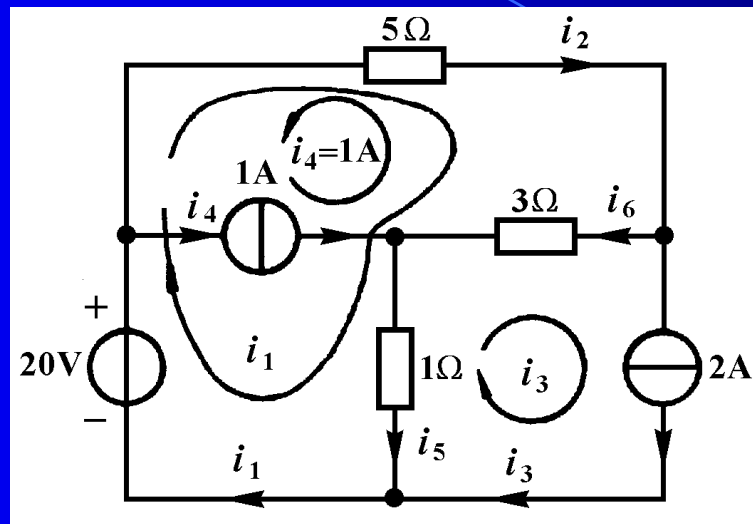 5Ω
i₂
i₄=1A
1A
i₄
3Ω
i₆
+
20V
−
i₁
1Ω
i₃
2A
i₅
i₁
i₃